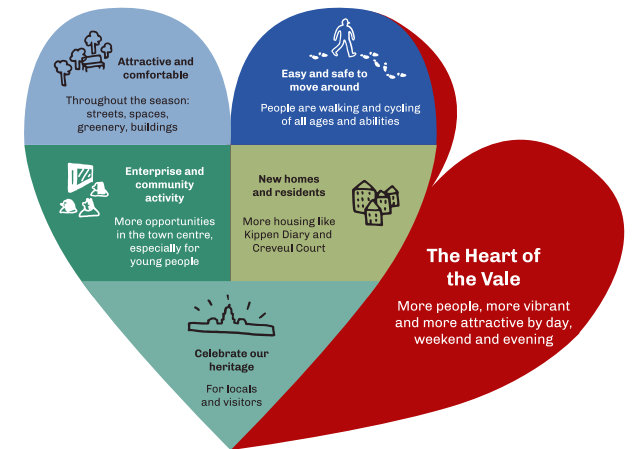 Attractive and
comfortable
Throughout the season:
streets, spaces,
greenery, buildings
Easy and safe to
move around
People are walking and cycling
of all ages and abilities
Enterprise and
community
activity
More opportunities
in the town centre,
especially for
young people
New homes
and residents
More housing like
Kippen Diary and
Creveul Court
Celebrate our
heritage
For locals
and visitors
The Heart of
the Vale
More people, more vibrant
and more attractive by day,
weekend and evening